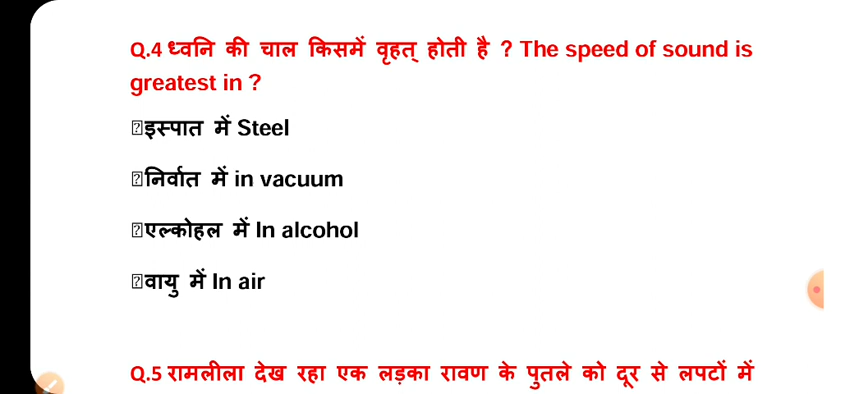 Q.4 ध्वनि की चाल किसमें वृहत् होती है ? The speed of sound is
greatest in ?
इस्पात में Steel
निर्वात में in vacuum
एल्कोहल में In alcohol
वायु में In air
Q.5 रामलीला देख रहा एक लड़का रावण के पुतले को दूर से लपटों में